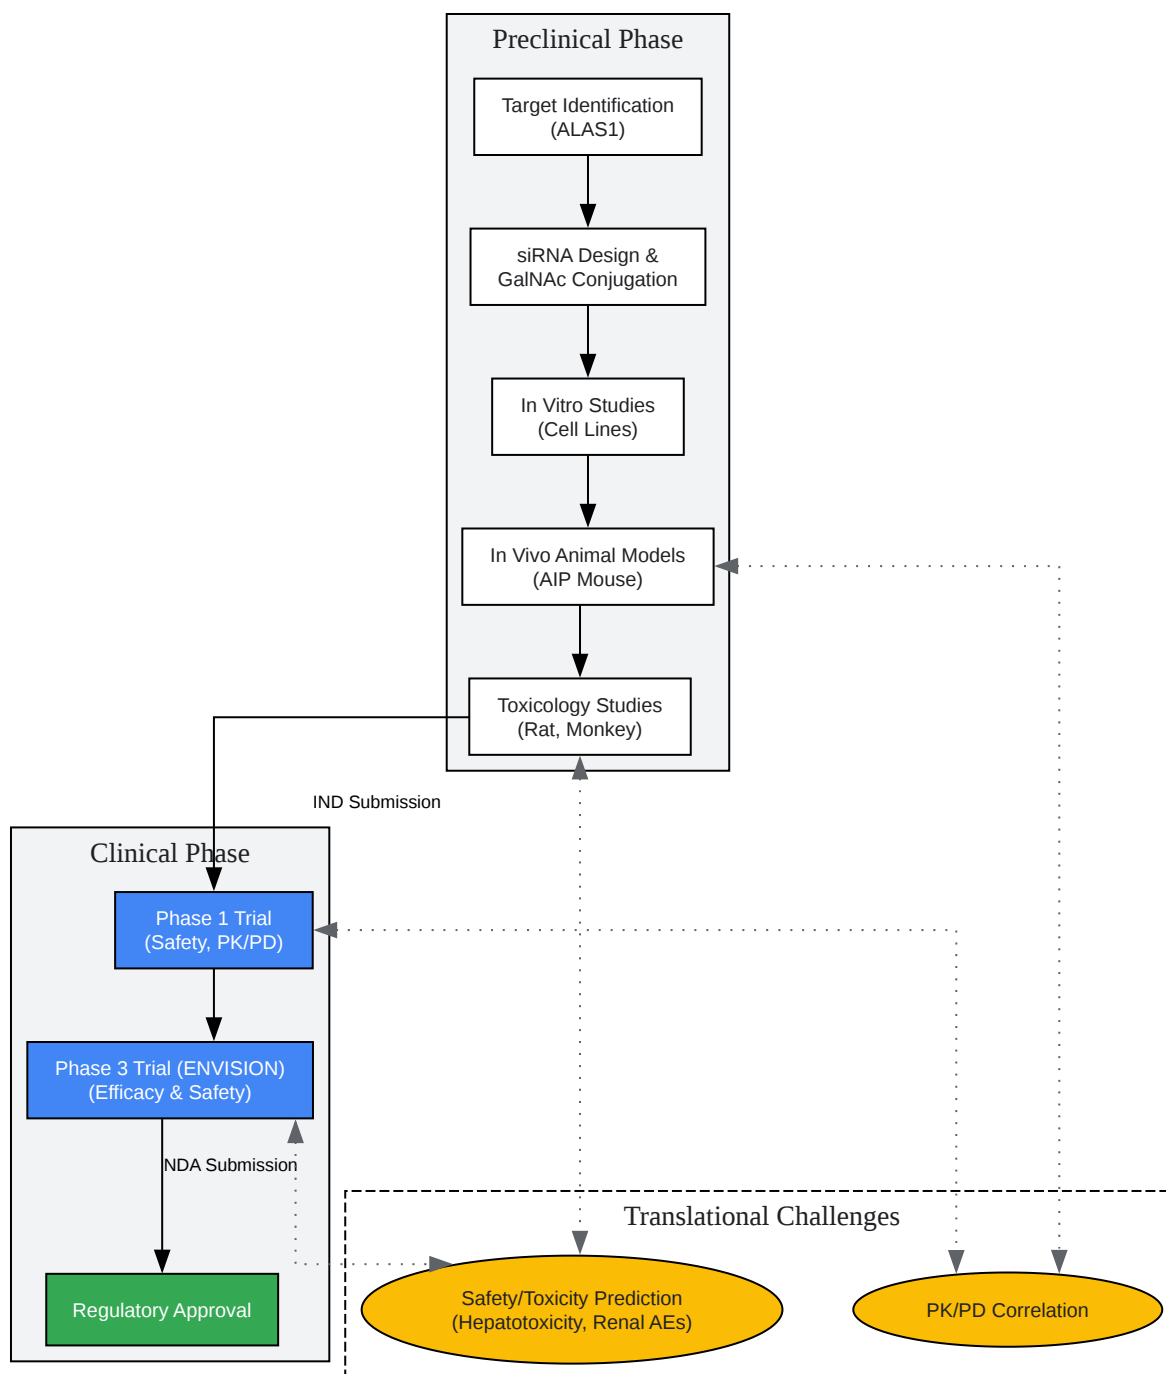 Preclinical Phase
Target Identification
(ALAS1)
siRNA Design &
GalNAc Conjugation
In Vitro Studies
(Cell Lines)
In Vivo Animal Models
(AIP Mouse)
Toxicology Studies
(Rat, Monkey)
IND Submission
Clinical Phase
Phase 1 Trial
(Safety, PK/PD)
Phase 3 Trial (ENVISION)
(Efficacy & Safety)
NDA Submission
Regulatory Approval
Translational Challenges
Safety/Toxicity Prediction
(Hepatotoxicity, Renal AEs)
PK/PD Correlation